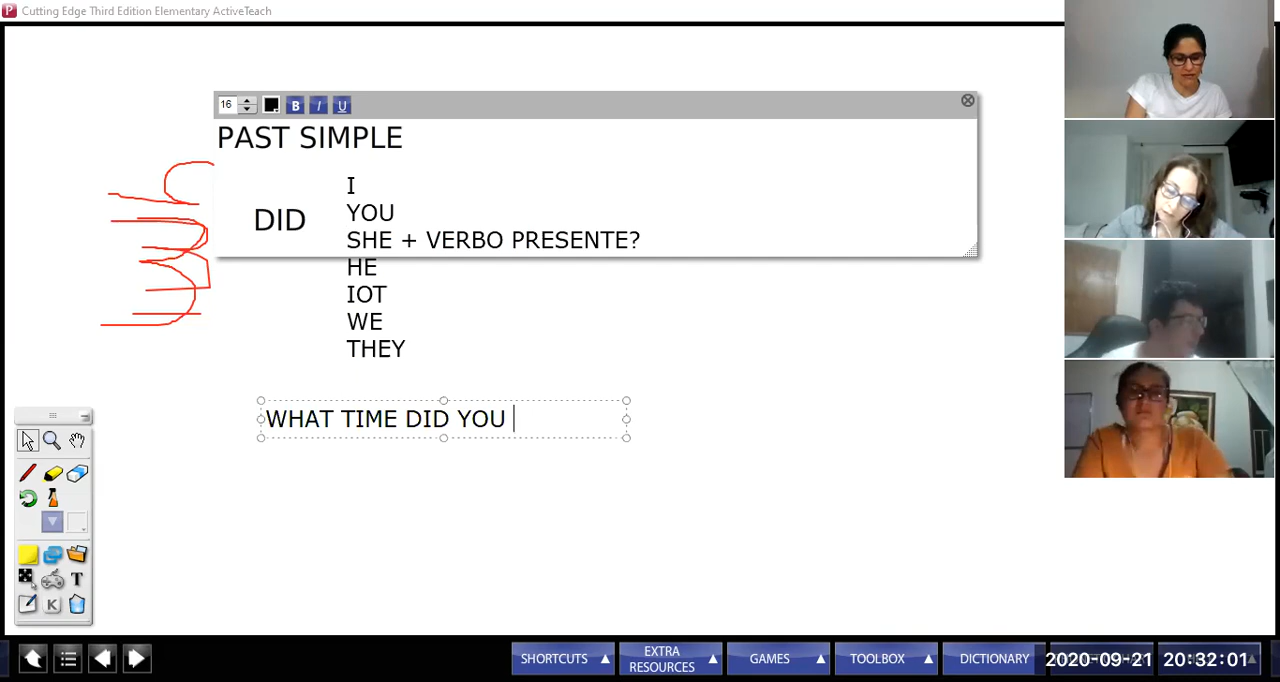 Cutting Edge Third Edition Elementary ActiveTeach
16 B I U
PAST SIMPLE
I
DID YOU
SHE + VERBO PRESENTE?
HE
IOT
WE
THEY
WHAT TIME DID YOU
T
K
SHORTCUTS
EXTRA
RESOURCES
GAMES
TOOLBOX
DICTIONARY
2020-09-21 20:32:01